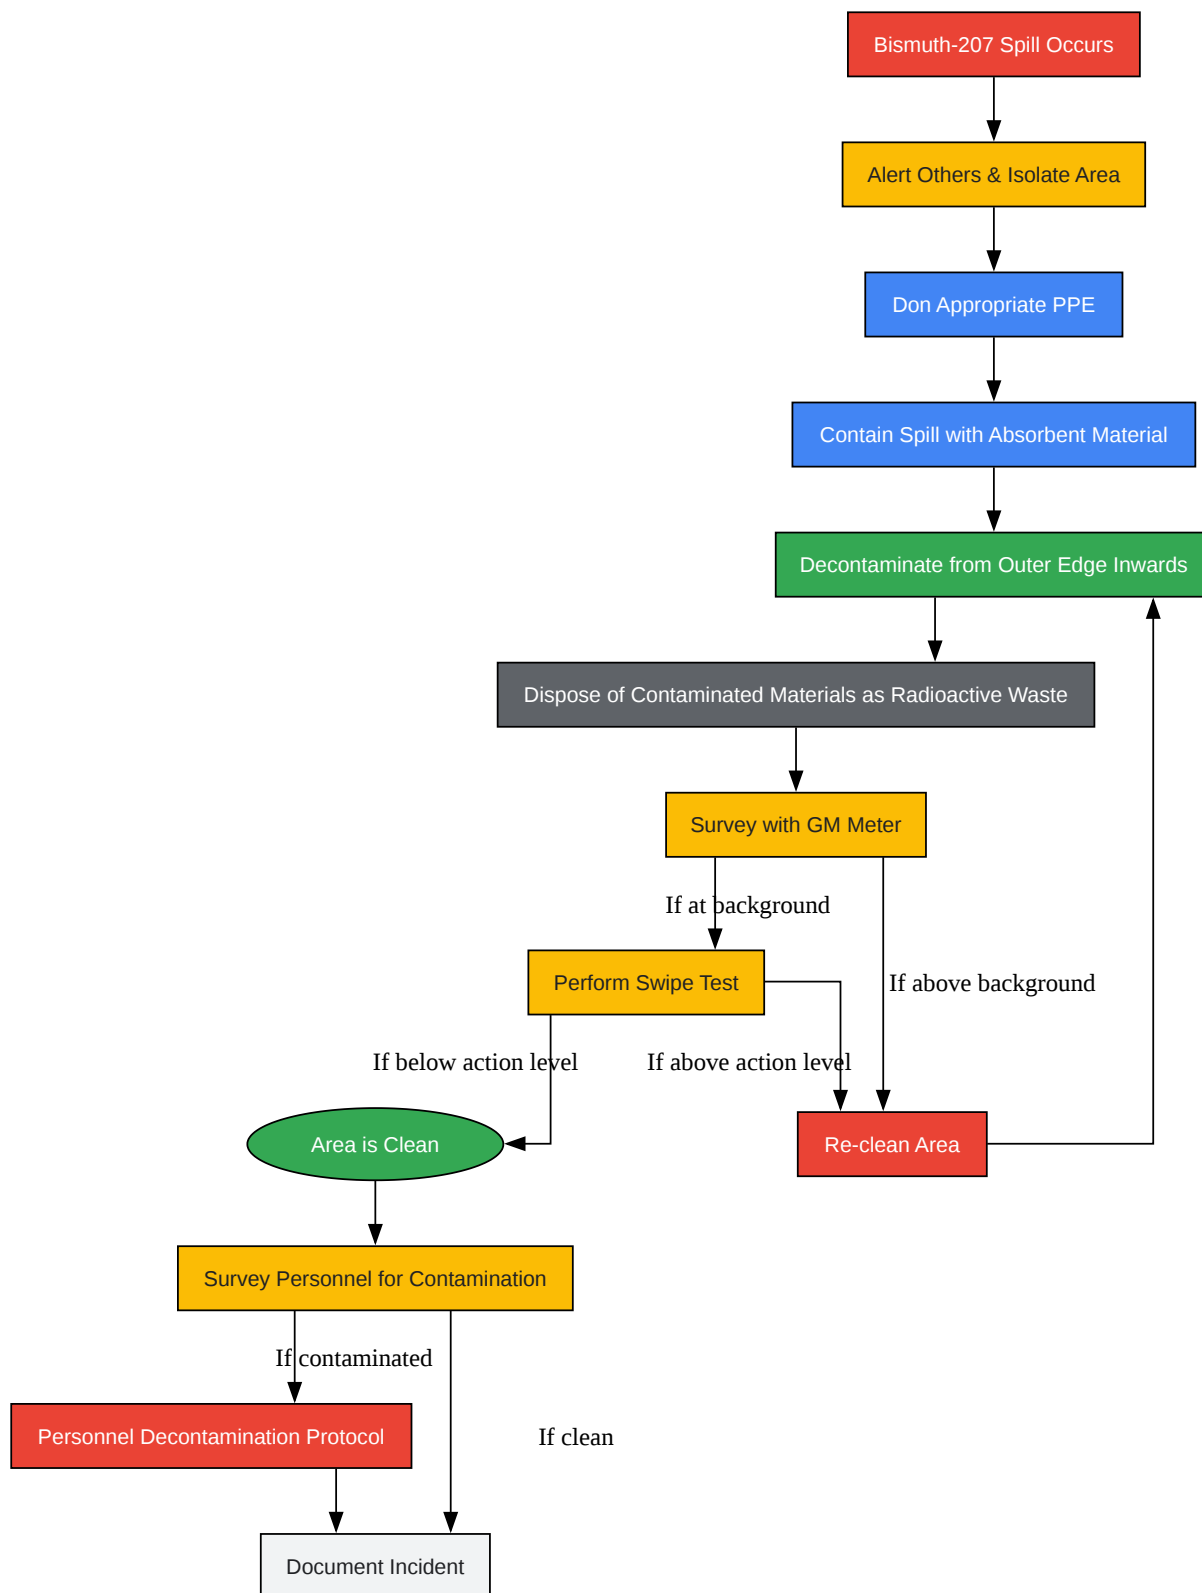 Bismuth-207 Spill Occurs
Alert Others & Isolate Area
Don Appropriate PPE
Contain Spill with Absorbent Material
Decontaminate from Outer Edge Inwards
Dispose of Contaminated Materials as Radioactive Waste
Survey with GM Meter
If at background
Perform Swipe Test
If above background
If below action level
If above action level
Area is Clean
Re-clean Area
Survey Personnel for Contamination
If contaminated
Personnel Decontamination Protocol
If clean
Document Incident